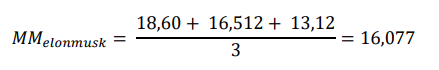 MM_elonmusk = (18,60 + 16,512 + 13,12) / 3 = 16,077